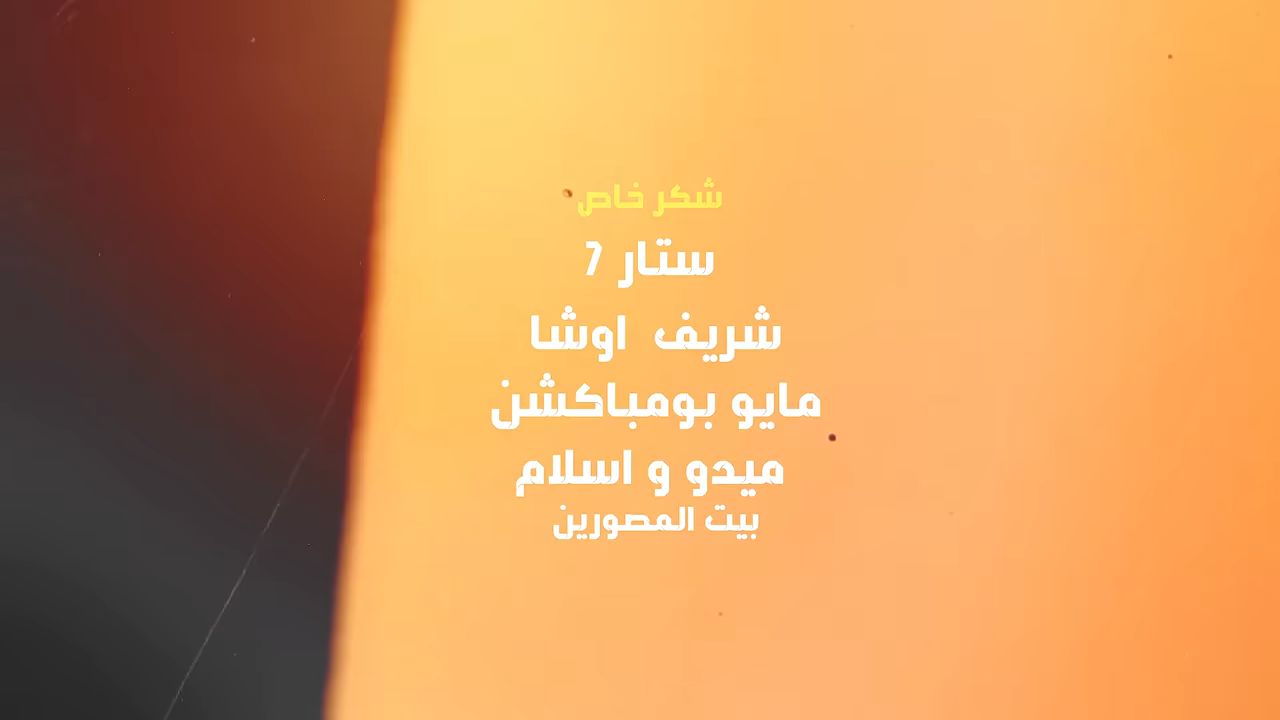 شكر خاص
ستار 7
شريف اوشا
مايو بومباكشن
ميدو و اسلام
بيت المصورين